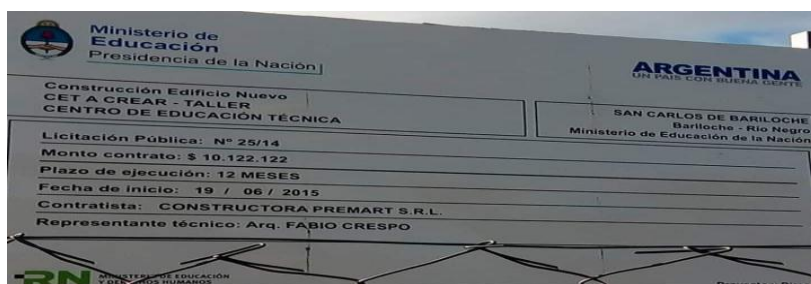 Ministerio de
Educación
Presidencia de la Nación
ARGENTINA
UN PAIS CON BUENA GENTE
Construcción Edificio Nuevo
CET A CREAR - TALLER
CENTRO DE EDUCACIÓN TÉCNICA
SAN CARLOS DE BARILOCHE
Bariloche - Río Negro
Ministerio de Educación de la Nación
Licitación Pública: Nº 25/14
Monto contrato: $ 10.122.122
Plazo de ejecución: 12 MESES
Fecha de inicio: 19 / 06 / 2015
Contratista: CONSTRUCTORA PREMART S.R.L.
Representante técnico: Arq. FABIO CRESPO
RN
MINISTERIO DE EDUCACIÓN
Y DERECHOS HUMANOS